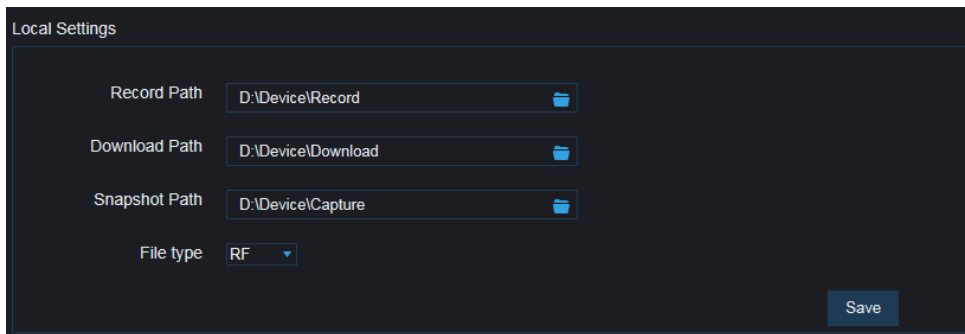 Local Settings
Record Path D:\Device\Record
Download Path D:\Device\Download
Snapshot Path D:\Device\Capture
File type RF
Save